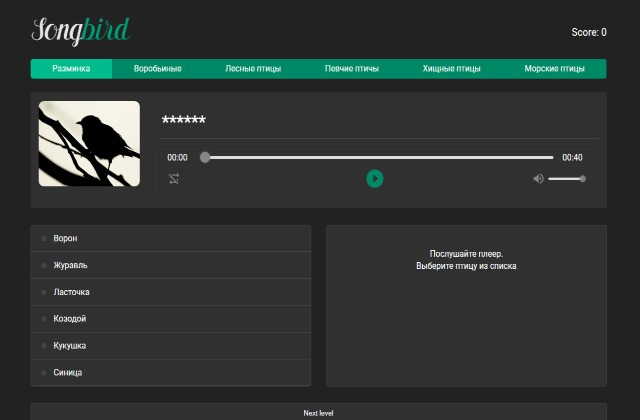 Songbird
Score: 0
Разминка Воробьиные Лесные птицы Певчие птичы Хищные птицы Морские птицы
******
00:00 00:40
Ворон
Журавль
Ласточка
Козодой
Кукушка
Синица
Послушайте плеер.
Выберите птицу из списка
Next level